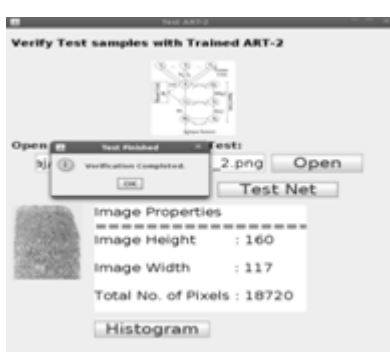 Test ART-2
Verify Test samples with Trained ART-2
Open
Test:
Test Finished
Verification Completed.
OK
_2.png
Open
Test Net
Image Properties
Image Height : 160
Image Width : 117
Total No. of Pixels : 18720
Histogram